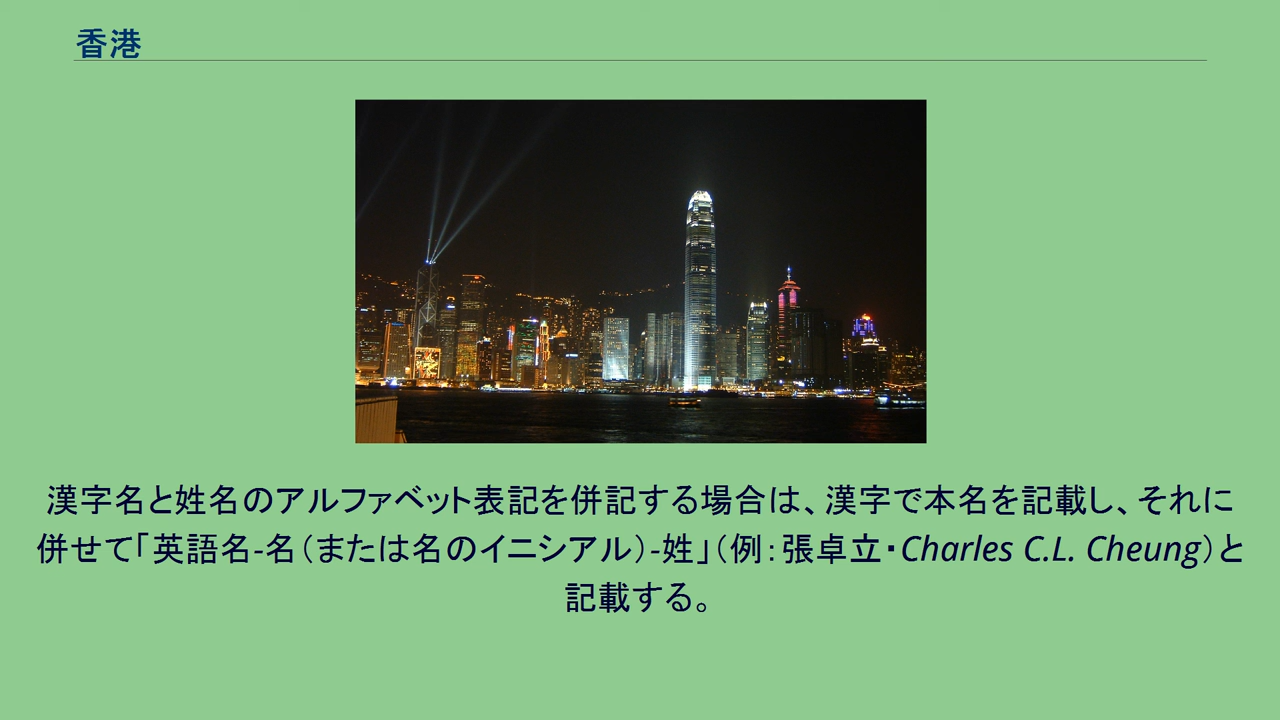 香港
漢字名と姓名のアルファベット表記を併記する場合は、漢字で本名を記載し、それに
併せて「英語名-名（または名のイニシアル）-姓」（例：張卓立・Charles C.L. Cheung）と
記載する。